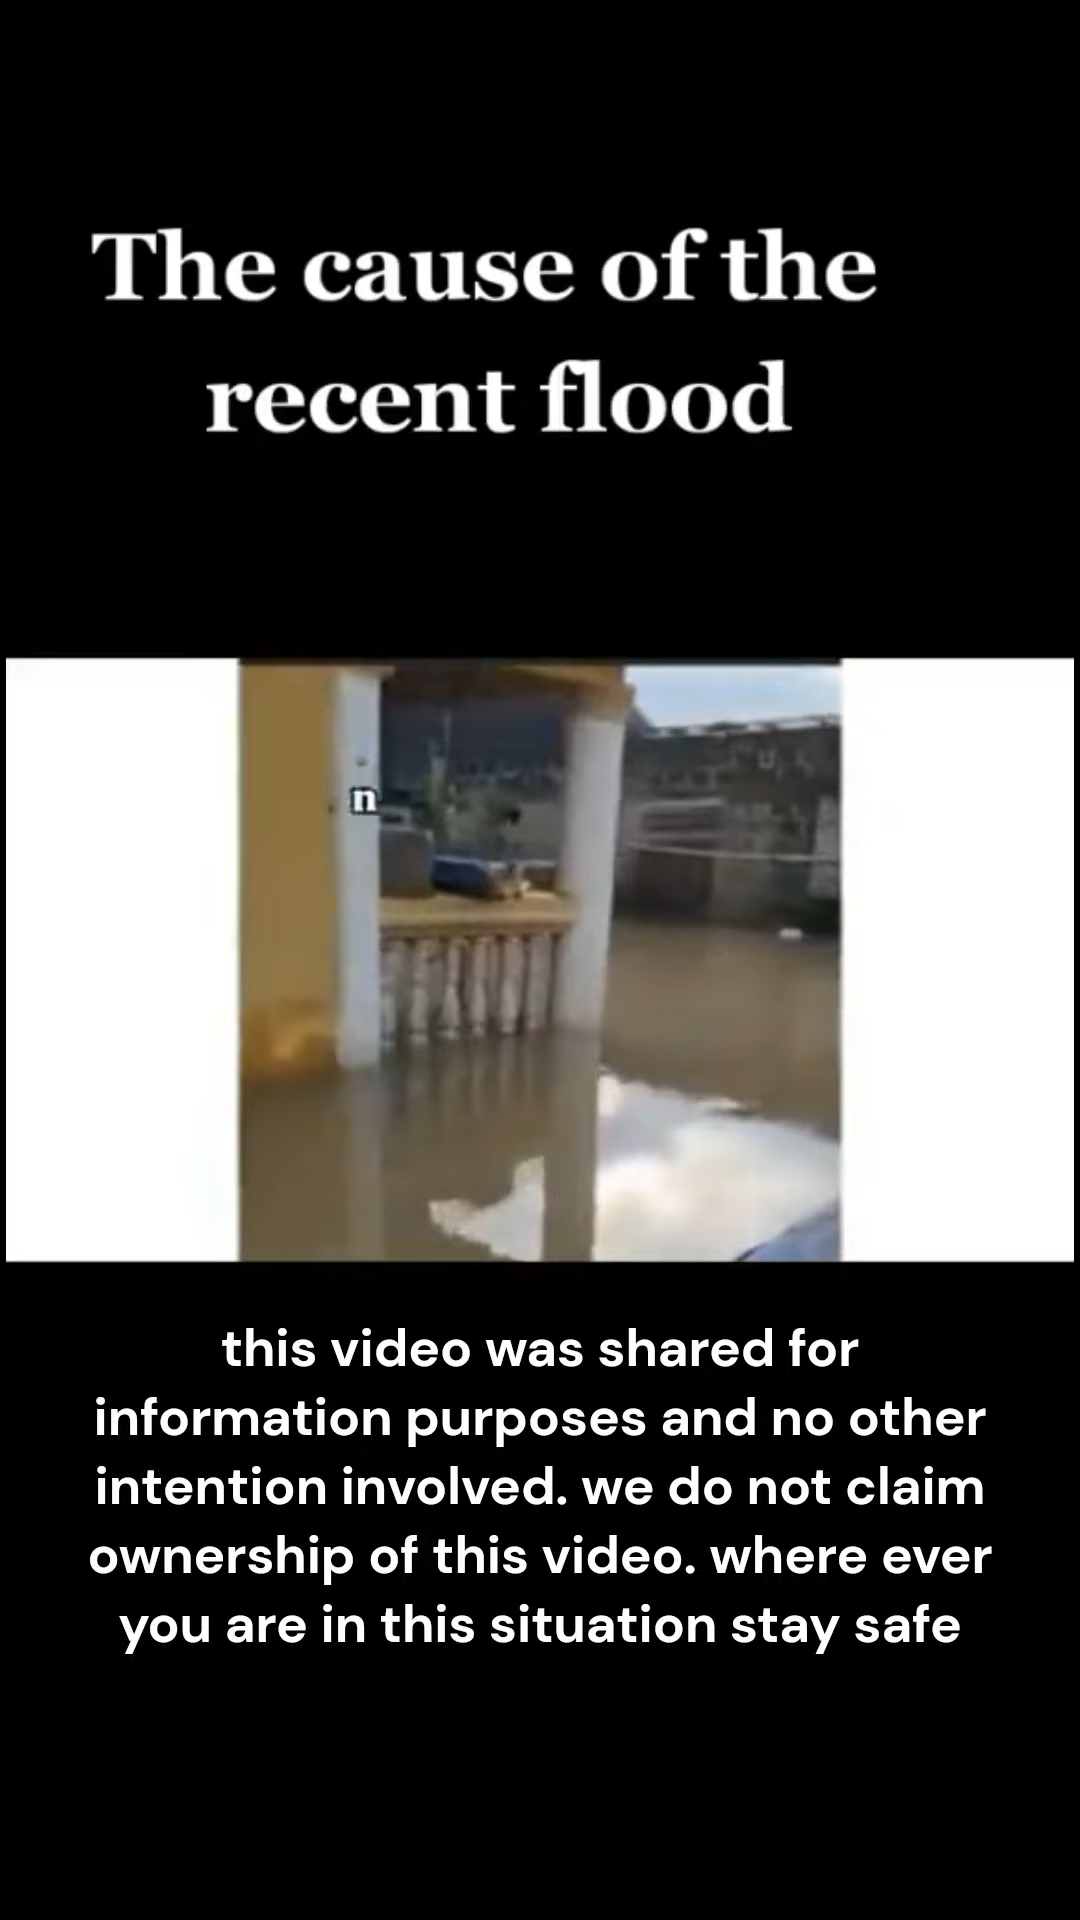 The cause of the
recent flood
n
this video was shared for
information purposes and no other
intention involved. we do not claim
ownership of this video. where ever
you are in this situation stay safe